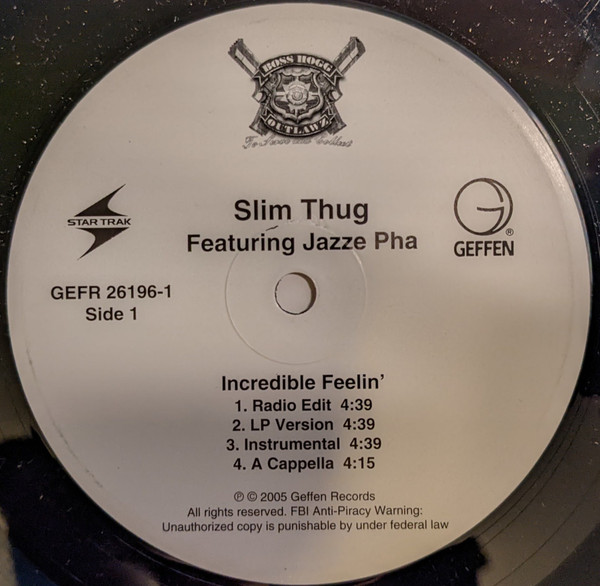 BOSS HOGG
OUTLAWZ
STAR TRAK
Slim Thug
Featuring Jazze Pha
GEFFEN®
GEFR 26196-1
Side 1
Incredible Feelin’
1. Radio Edit 4:39
2. LP Version 4:39
3. Instrumental 4:39
4. A Cappella 4:15
℗ © 2005 Geffen Records
All rights reserved. FBI Anti-Piracy Warning:
Unauthorized copy is punishable by under federal law